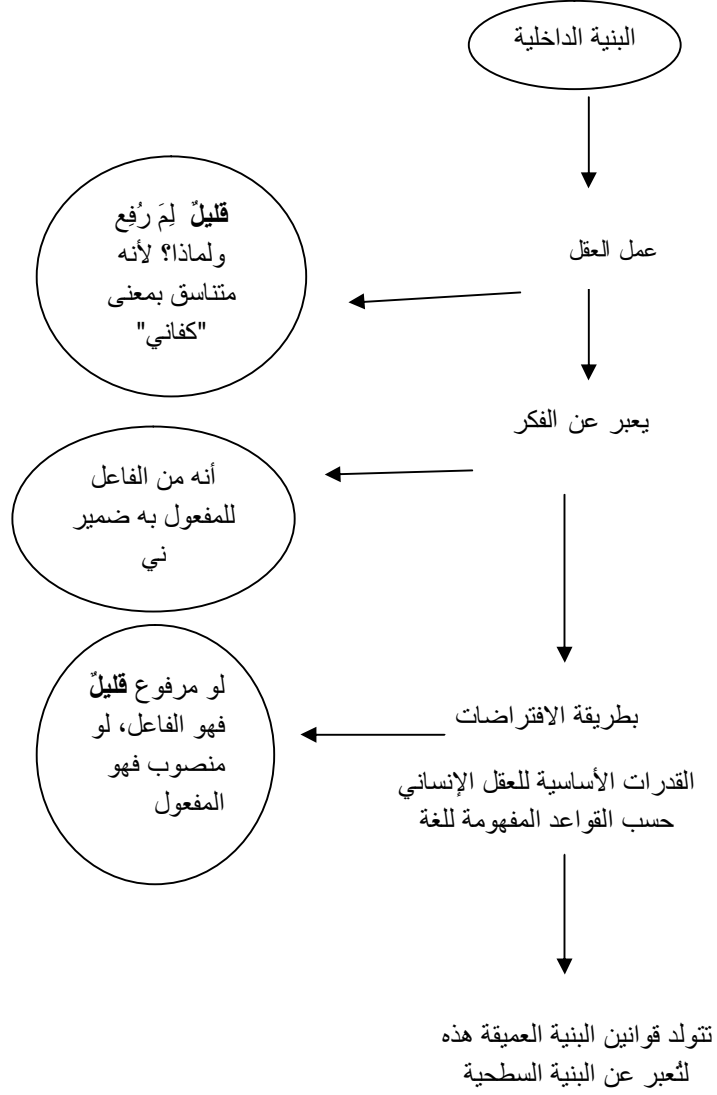 البنية الداخلية
قليلٌ لِمَ رُفِع
ولماذا؟ لأنه
متناسق بمعنى
"كفاني"
عمل العقل
يعبر عن الفكر
أنه من الفاعل
للمفعول به ضمير
ني
لو مرفوع قليلٌ
فهو الفاعل، لو
منصوب فهو
المفعول
بطريقة الافتراضات
القدرات الأساسية للعقل الإنساني
حسب القواعد المفهومة للغة
تتولد قوانين البنية العميقة هذه
لتُعبر عن البنية السطحية